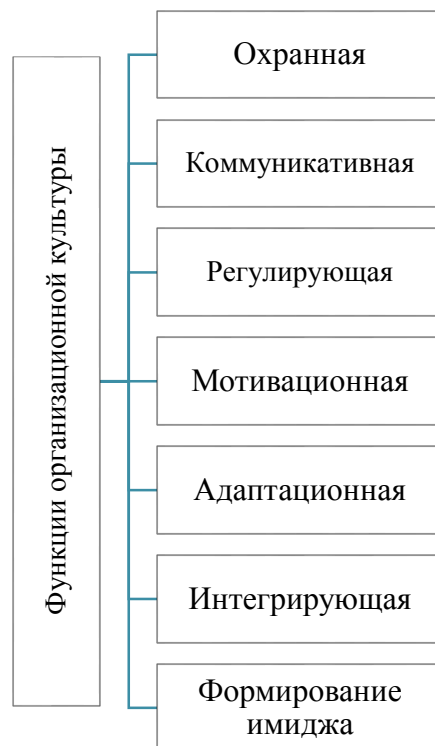 Функции организационной культуры
Охранная
Коммуникативная
Регулирующая
Мотивационная
Адаптационная
Интегрирующая
Формирование
имиджа